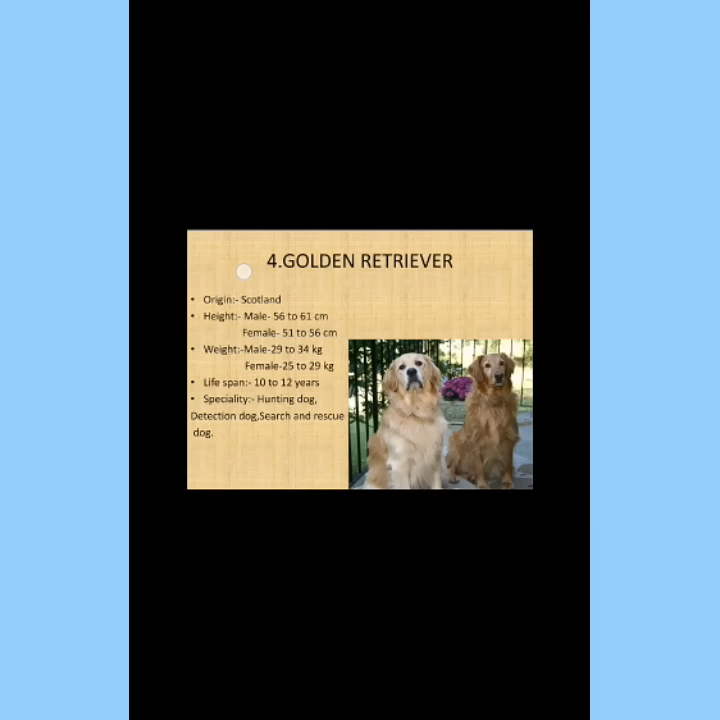 4.GOLDEN RETRIEVER
• Origin:- Scotland
• Height:- Male- 56 to 61 cm
Female- 51 to 56 cm
• Weight:-Male-29 to 34 kg
Female-25 to 29 kg
• Life span:- 10 to 12 years
• Speciality:- Hunting dog,
Detection dog,Search and rescue
dog.